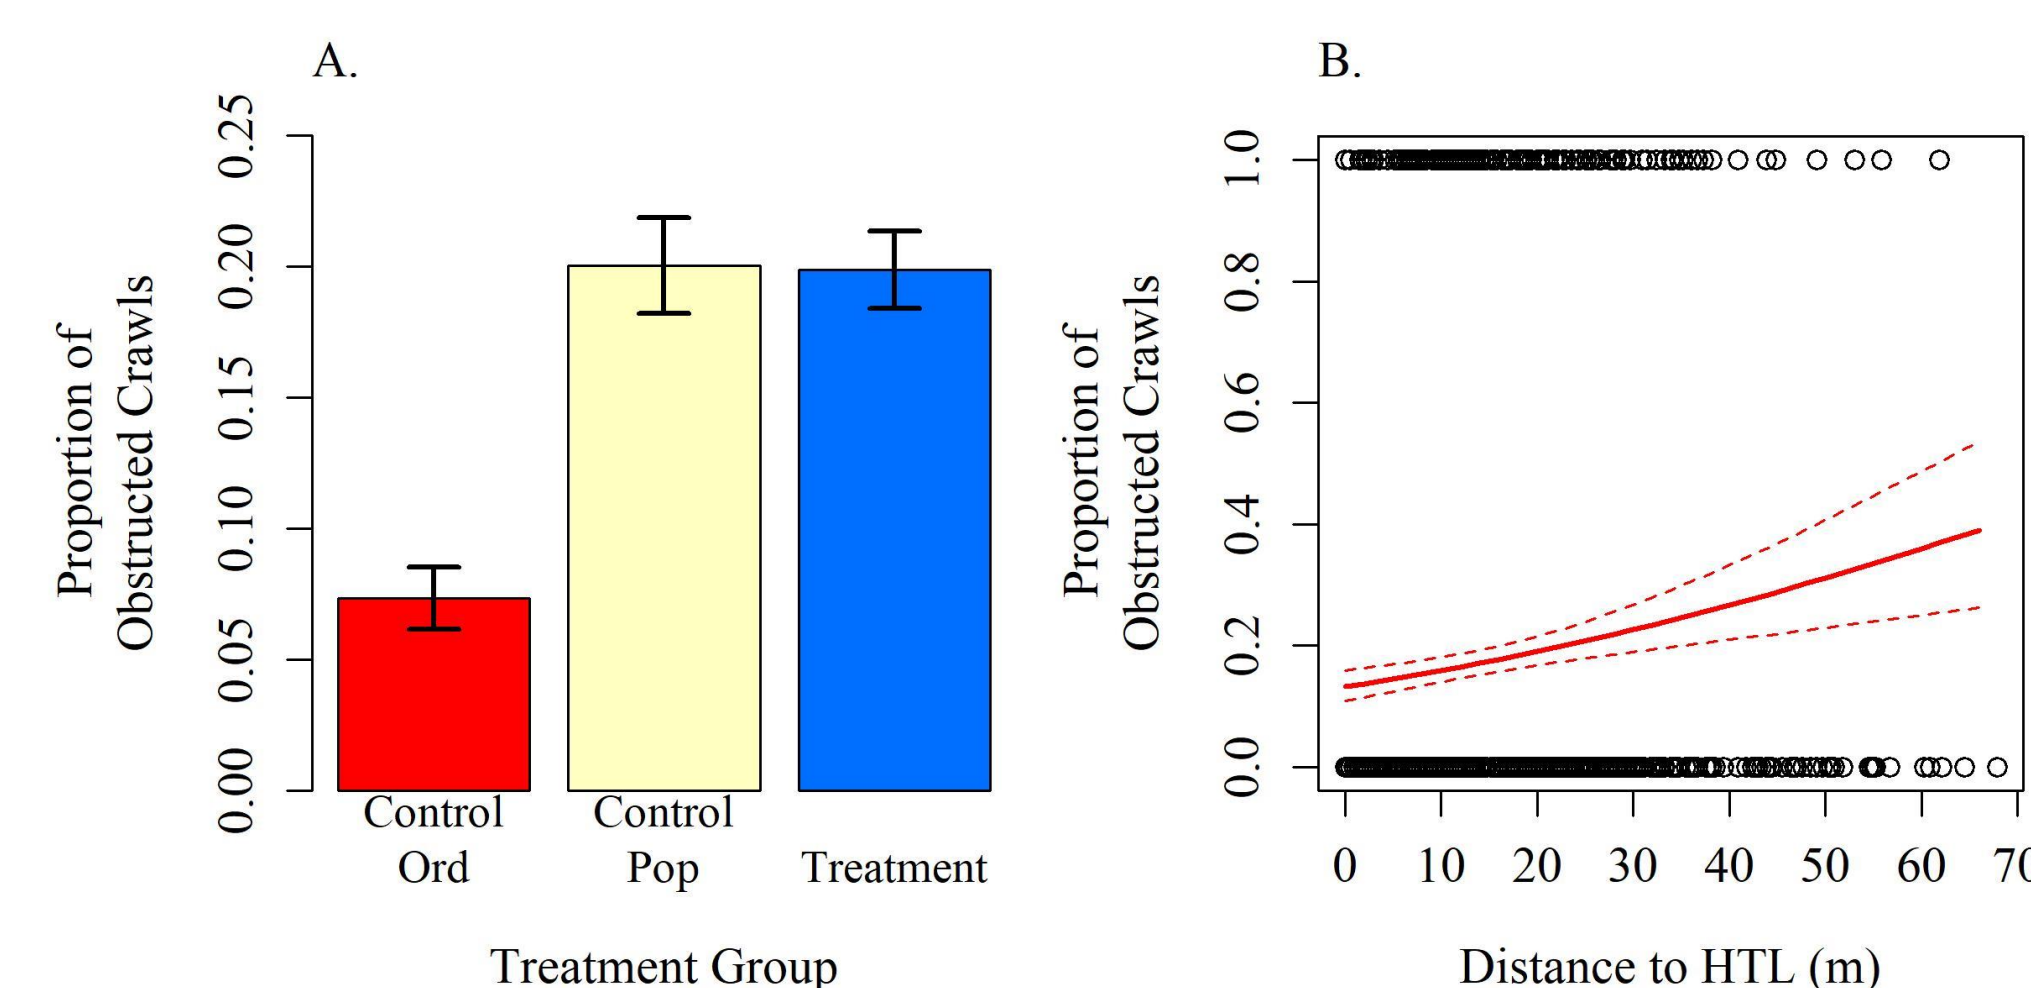 A.
Proportion of
Obstructed Crawls
0.25
0.20
0.15
0.10
0.05
0.00
Control
Ord
Control
Pop
Treatment
Treatment Group
B.
Proportion of
Obstructed Crawls
1.0
0.8
0.6
0.4
0.2
0.0
0 10 20 30 40 50 60 70
Distance to HTL (m)